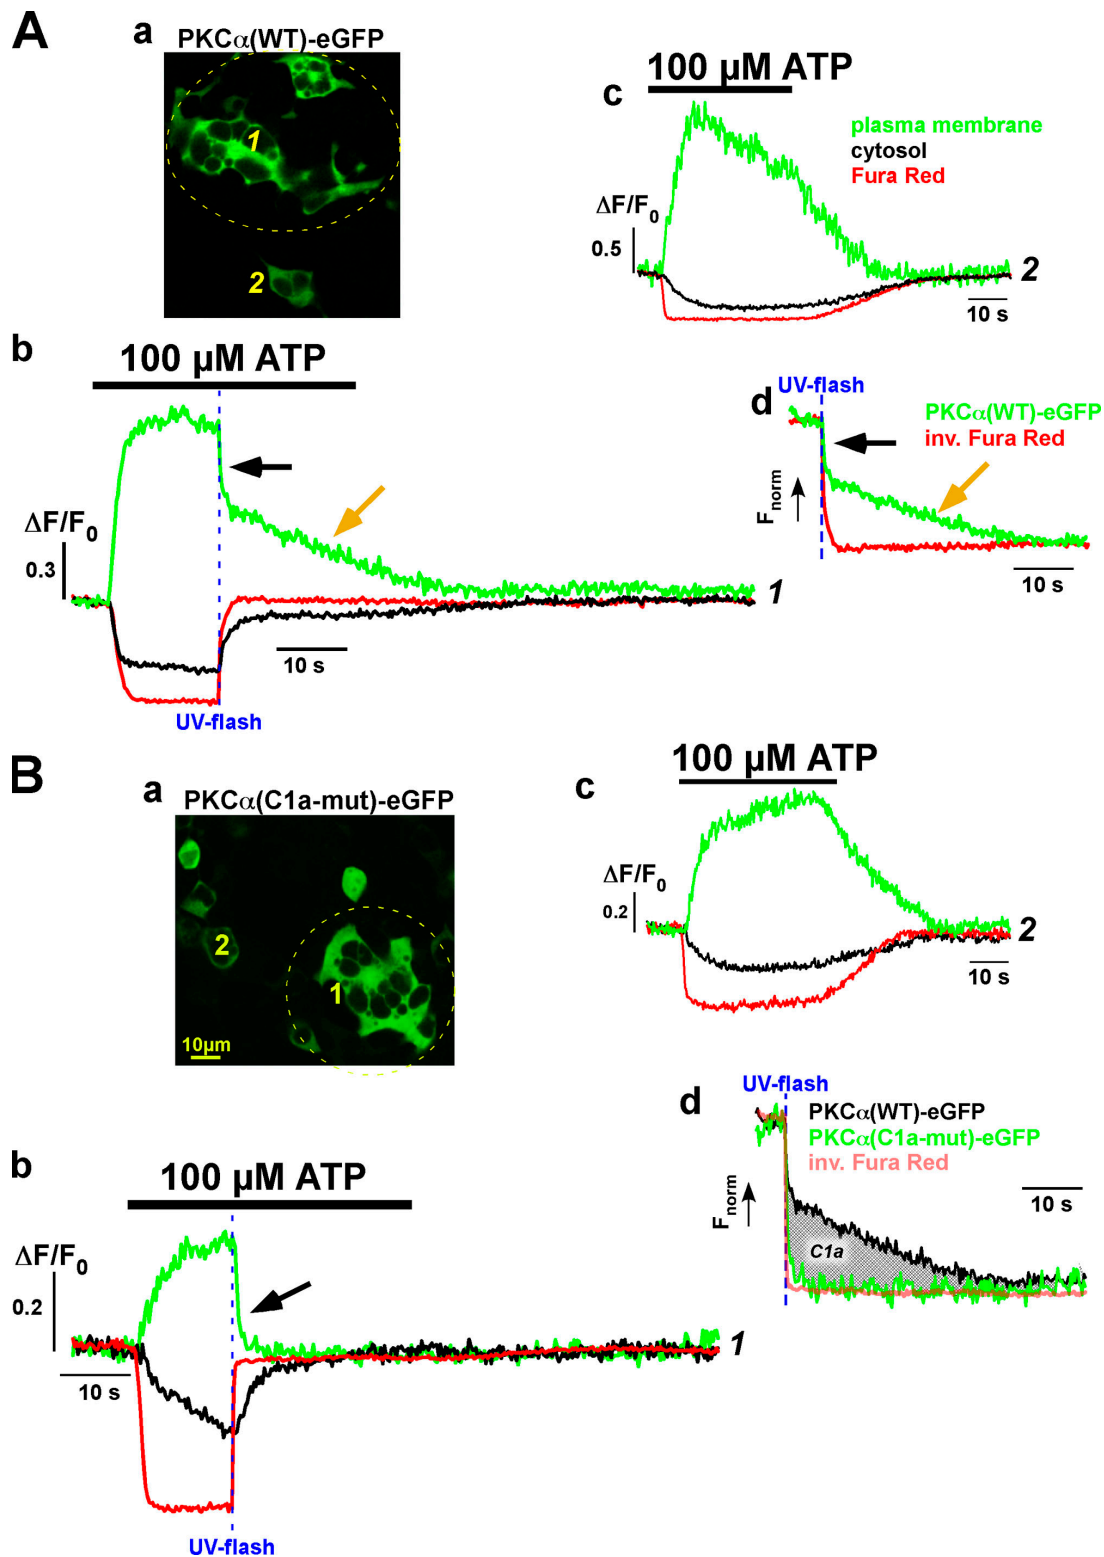 A
a
PKCα(WT)-eGFP
1
2
c
100 µM ATP
plasma membrane
cytosol
Fura Red
ΔF/F0
0.5
2
10 s
b
100 µM ATP
ΔF/F0
0.3
10 s
1
UV-flash
d
UV-flash
PKCα(WT)-eGFP
inv. Fura Red
Fnorm
10 s
B
a
PKCα(C1a-mut)-eGFP
2
1
10µm
c
100 µM ATP
ΔF/F0
0.2
2
10 s
b
100 µM ATP
ΔF/F0
0.2
10 s
1
UV-flash
d
UV-flash
PKCα(WT)-eGFP
PKCα(C1a-mut)-eGFP
inv. Fura Red
10 s
Fnorm
C1a